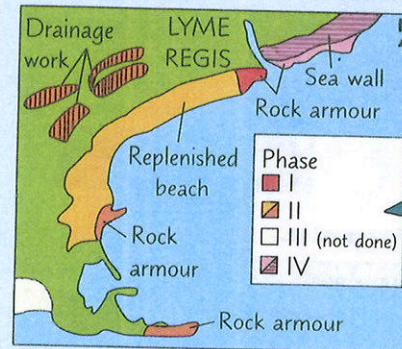 Drainage
work
LYME
REGIS
Sea wall
Rock armour
Replenished
beach
Rock
armour
Rock armour
Phase
I
II
III (not done)
IV